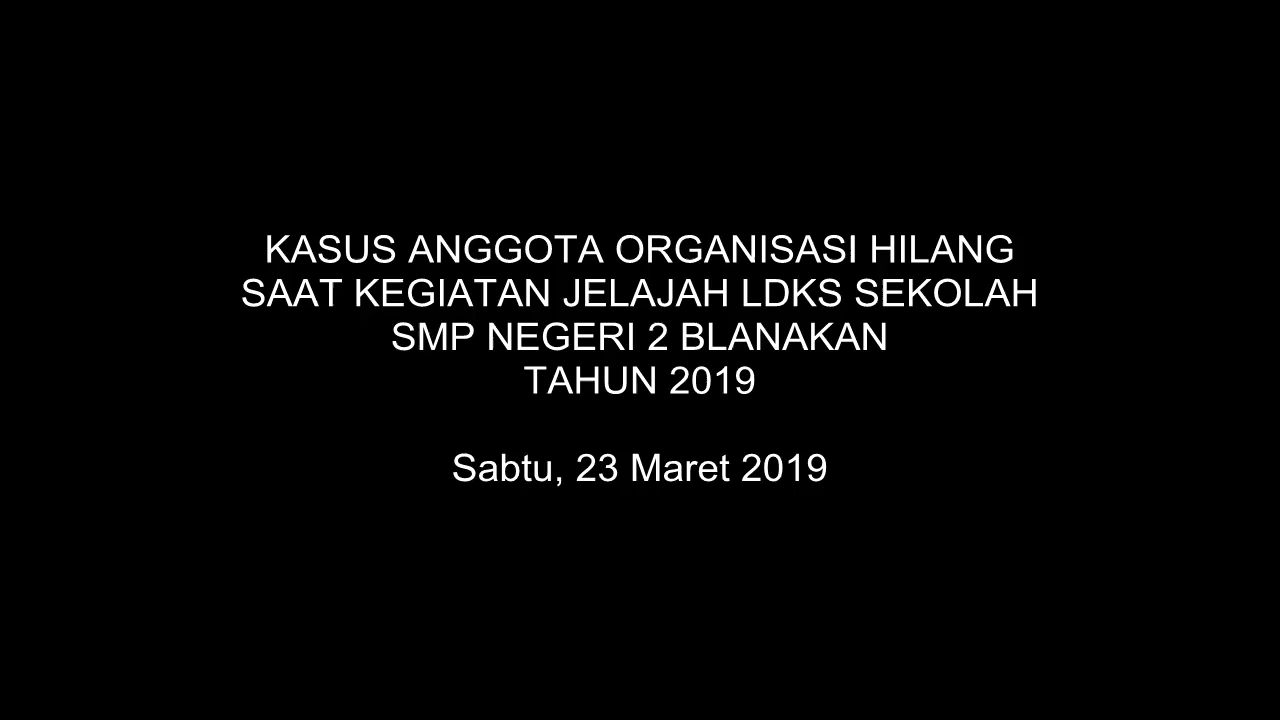 KASUS ANGGOTA ORGANISASI HILANG
SAAT KEGIATAN JELAJAH LDKS SEKOLAH
SMP NEGERI 2 BLANAKAN
TAHUN 2019
Sabtu, 23 Maret 2019